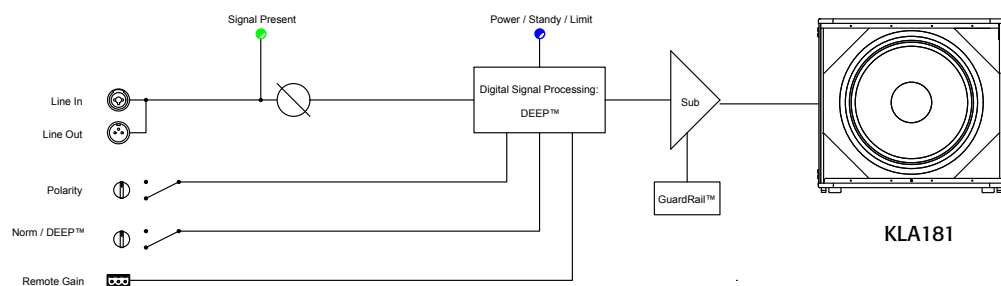 Signal Present
Power / Standy / Limit
Line In
Digital Signal Processing:
DEEP™
Sub
Line Out
Polarity
GuardRail™
Norm / DEEP™
KLA181
Remote Gain